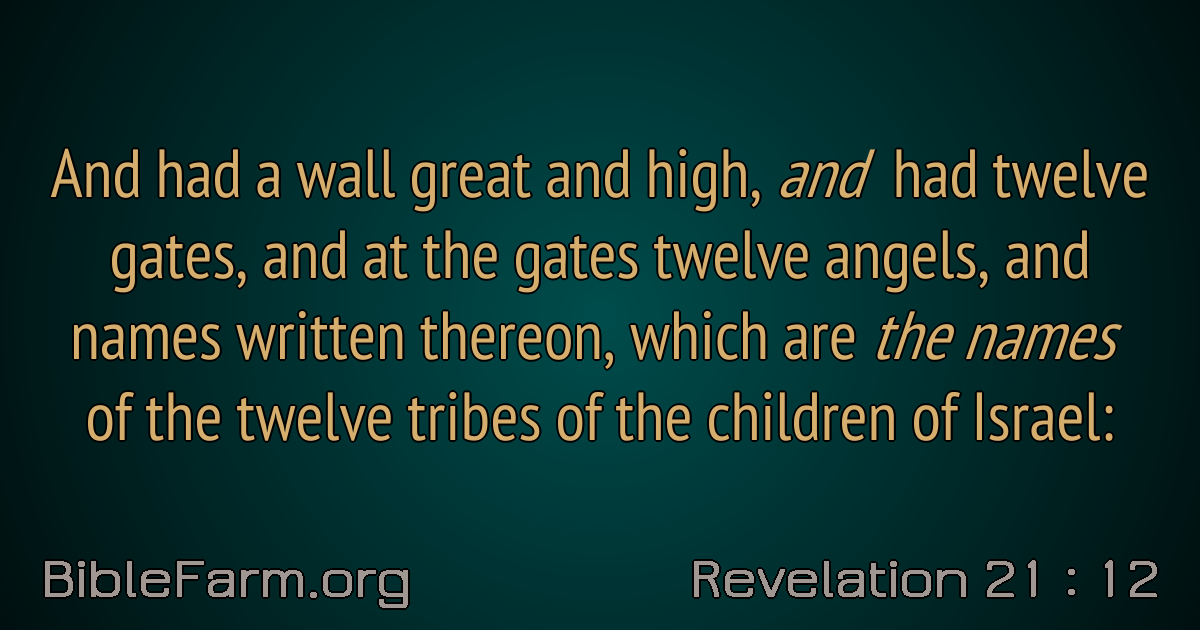 And had a wall great and high, and had twelve
gates, and at the gates twelve angels, and
names written thereon, which are the names
of the twelve tribes of the children of Israel:
BibleFarm.org
Revelation 21 : 12